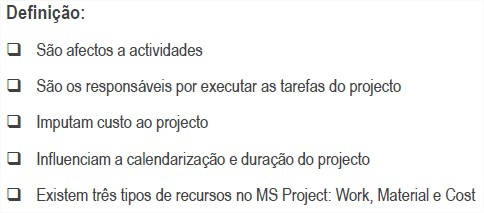 Definição:
❑ São afectos a actividades
❑ São os responsáveis por executar as tarefas do projecto
❑ Imputam custo ao projecto
❑ Influenciam a calendarização e duração do projecto
❑ Existem três tipos de recursos no MS Project: Work, Material e Cost